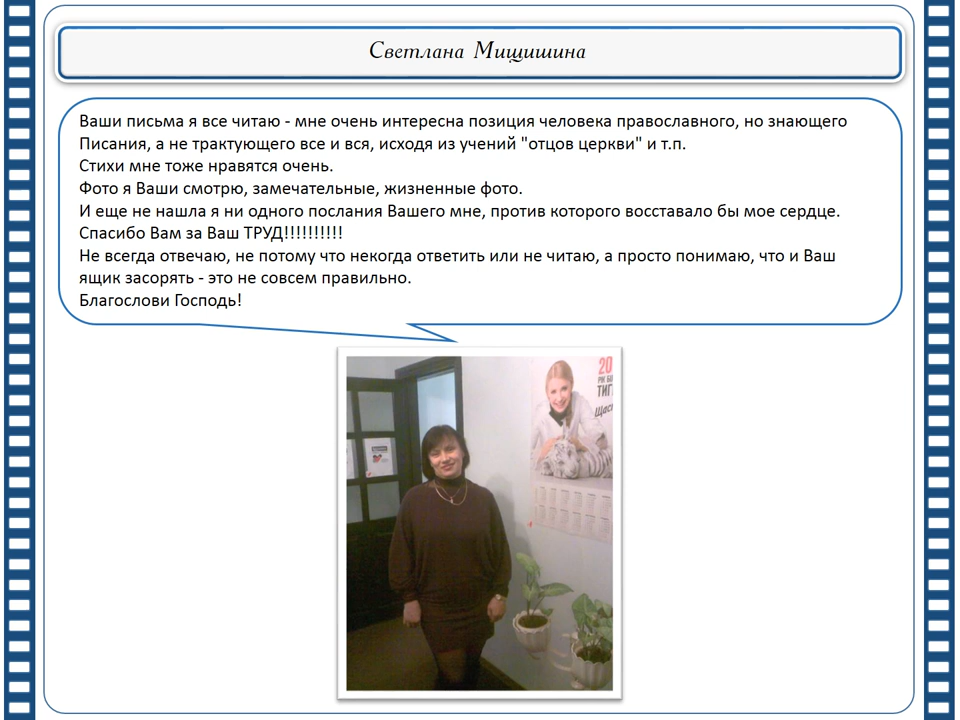 Светлана Мищишина
Ваши письма я все читаю - мне очень интересна позиция человека православного, но знающего
Писания, а не трактующего все и вся, исходя из учений "отцов церкви" и т.п.
Стихи мне тоже нравятся очень.
Фото я Ваши смотрю, замечательные, жизненные фото.
И еще не нашла я ни одного послания Вашего мне, против которого восставало бы мое сердце.
Спасибо Вам за Ваш ТРУД!!!!!!!!!!
Не всегда отвечаю, не потому что некогда ответить или не читаю, а просто понимаю, что и Ваш
ящик засорять - это не совсем правильно.
Благослови Господь!
20
РІК
ТИГ
Щас